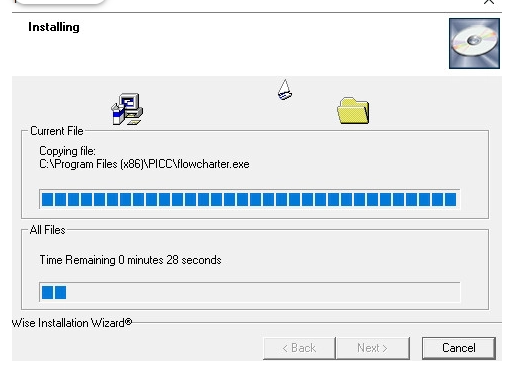 Installing
Current File
Copying file:
C:\Program Files (x86)\PICC\flowcharter.exe
All Files
Time Remaining 0 minutes 28 seconds
Wise Installation Wizard®
< Back
Next >
Cancel